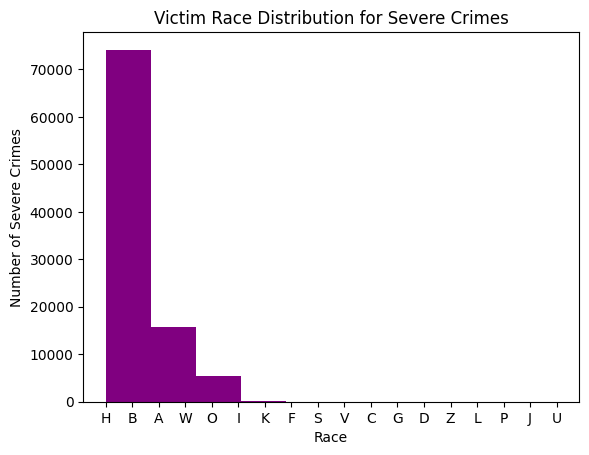 Victim Race Distribution for Severe Crimes
70000
60000
50000
40000
30000
20000
10000
0
Number of Severe Crimes
H B A W O I K F S V C G D Z L P J U
Race